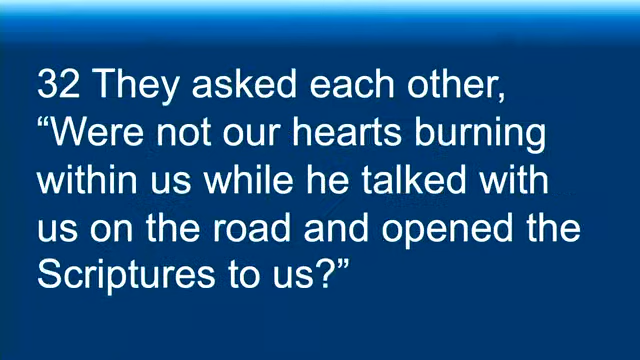 32 They asked each other,
“Were not our hearts burning
within us while he talked with
us on the road and opened the
Scriptures to us?”